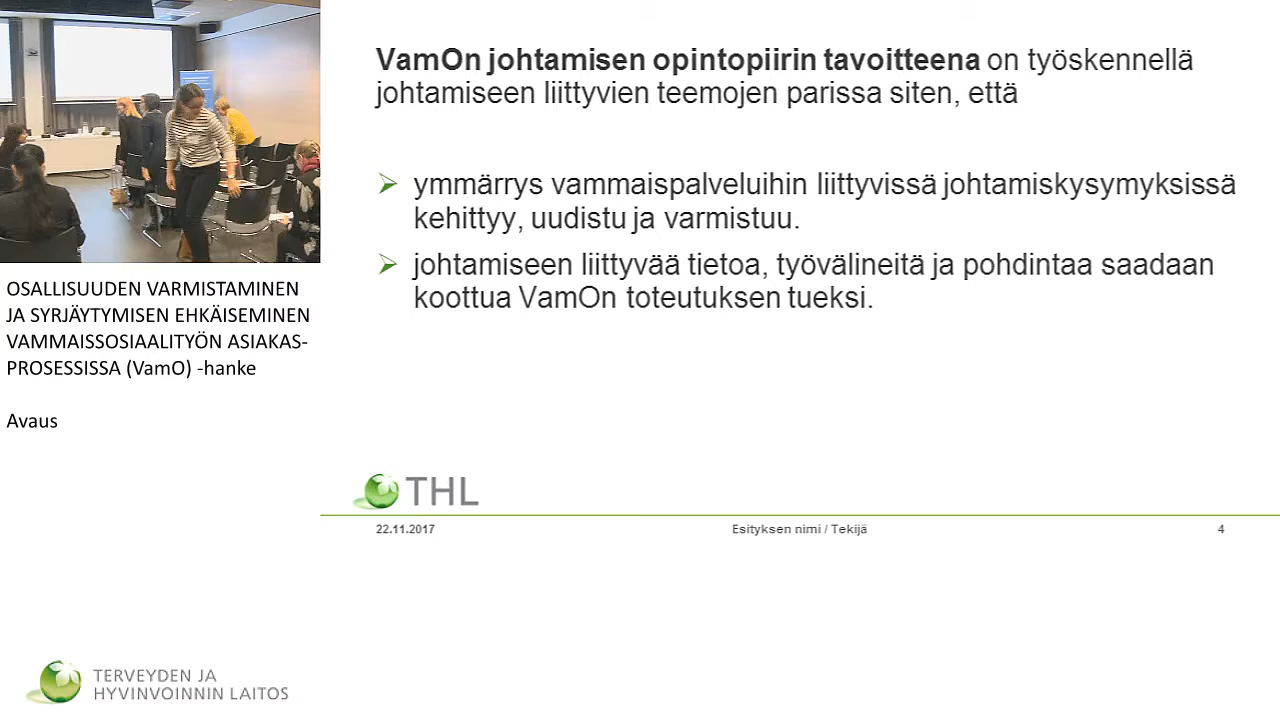 VamOn johtamisen opintopiirin tavoitteena on työskennellä
johtamiseen liittyvien teemojen parissa siten, että
ymmärrys vammaispalveluihin liittyvissä johtamiskysymyksissä
kehittyy, uudistu ja varmistuu.
johtamiseen liittyvää tietoa, työvälineitä ja pohdintaa saadaan
koottua VamOn toteutuksen tueksi.
OSALLISUUDEN VARMISTAMINEN
JA SYRJÄYTYMISEN EHKÄISEMINEN
VAMMAISSOSIAALITYÖN ASIAKAS-
PROSESSISSA (VamO) -hanke
Avaus
THL
22.11.2017 Esityksen nimi / Tekijä 4
TERVEYDEN JA
HYVINVOINNIN LAITOS